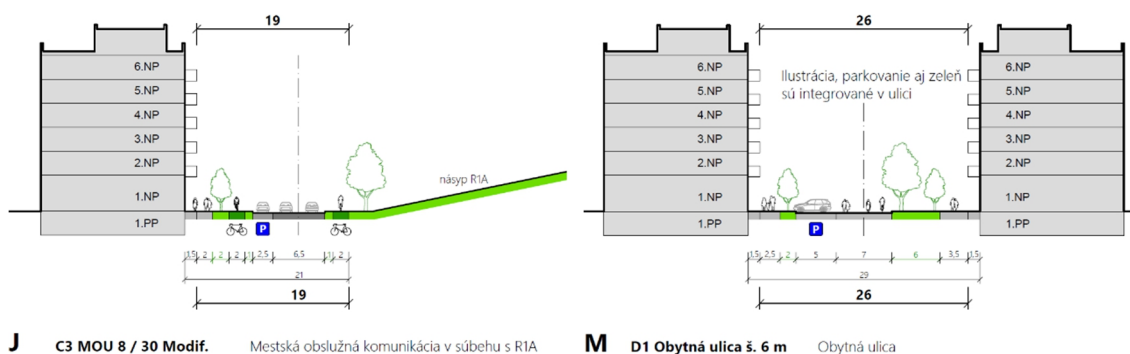 19
6.NP
5.NP
4.NP
3.NP
2.NP
1.NP
1.PP
násyp R1A
P
1,5 2 2 2 1 2,5 6,5 1 2
21
19
J C3 MOU 8 / 30 Modif. Mestská obslužná komunikácia v súbehu s R1A
26
Ilustrácia, parkovanie aj zeleň
sú integrované v ulici
6.NP
5.NP
4.NP
3.NP
2.NP
1.NP
1.PP
6.NP
5.NP
4.NP
3.NP
2.NP
1.NP
1.PP
P
1,5 2,5 2 5 7 6 3,5 1,5
29
26
M D1 Obytná ulica š. 6 m Obytná ulica